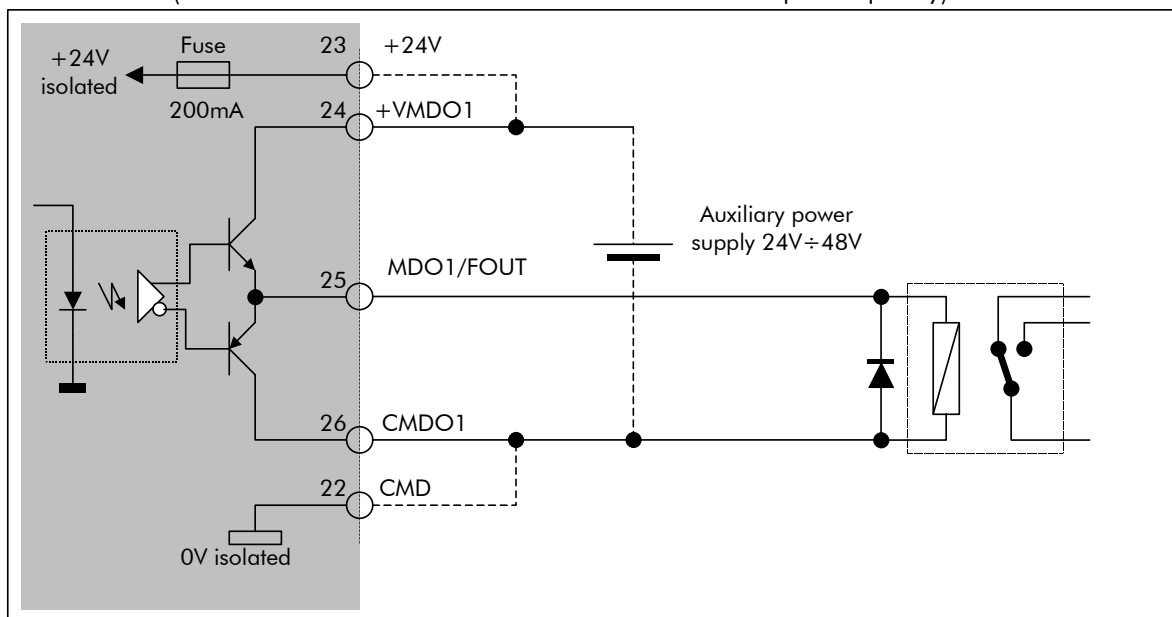 +24V
isolated
Fuse
200mA
23
+24V
24
+VMDO1
Auxiliary power
supply 24V÷48V
25
MDO1/FOUT
26
CMDO1
22
CMD
0V isolated